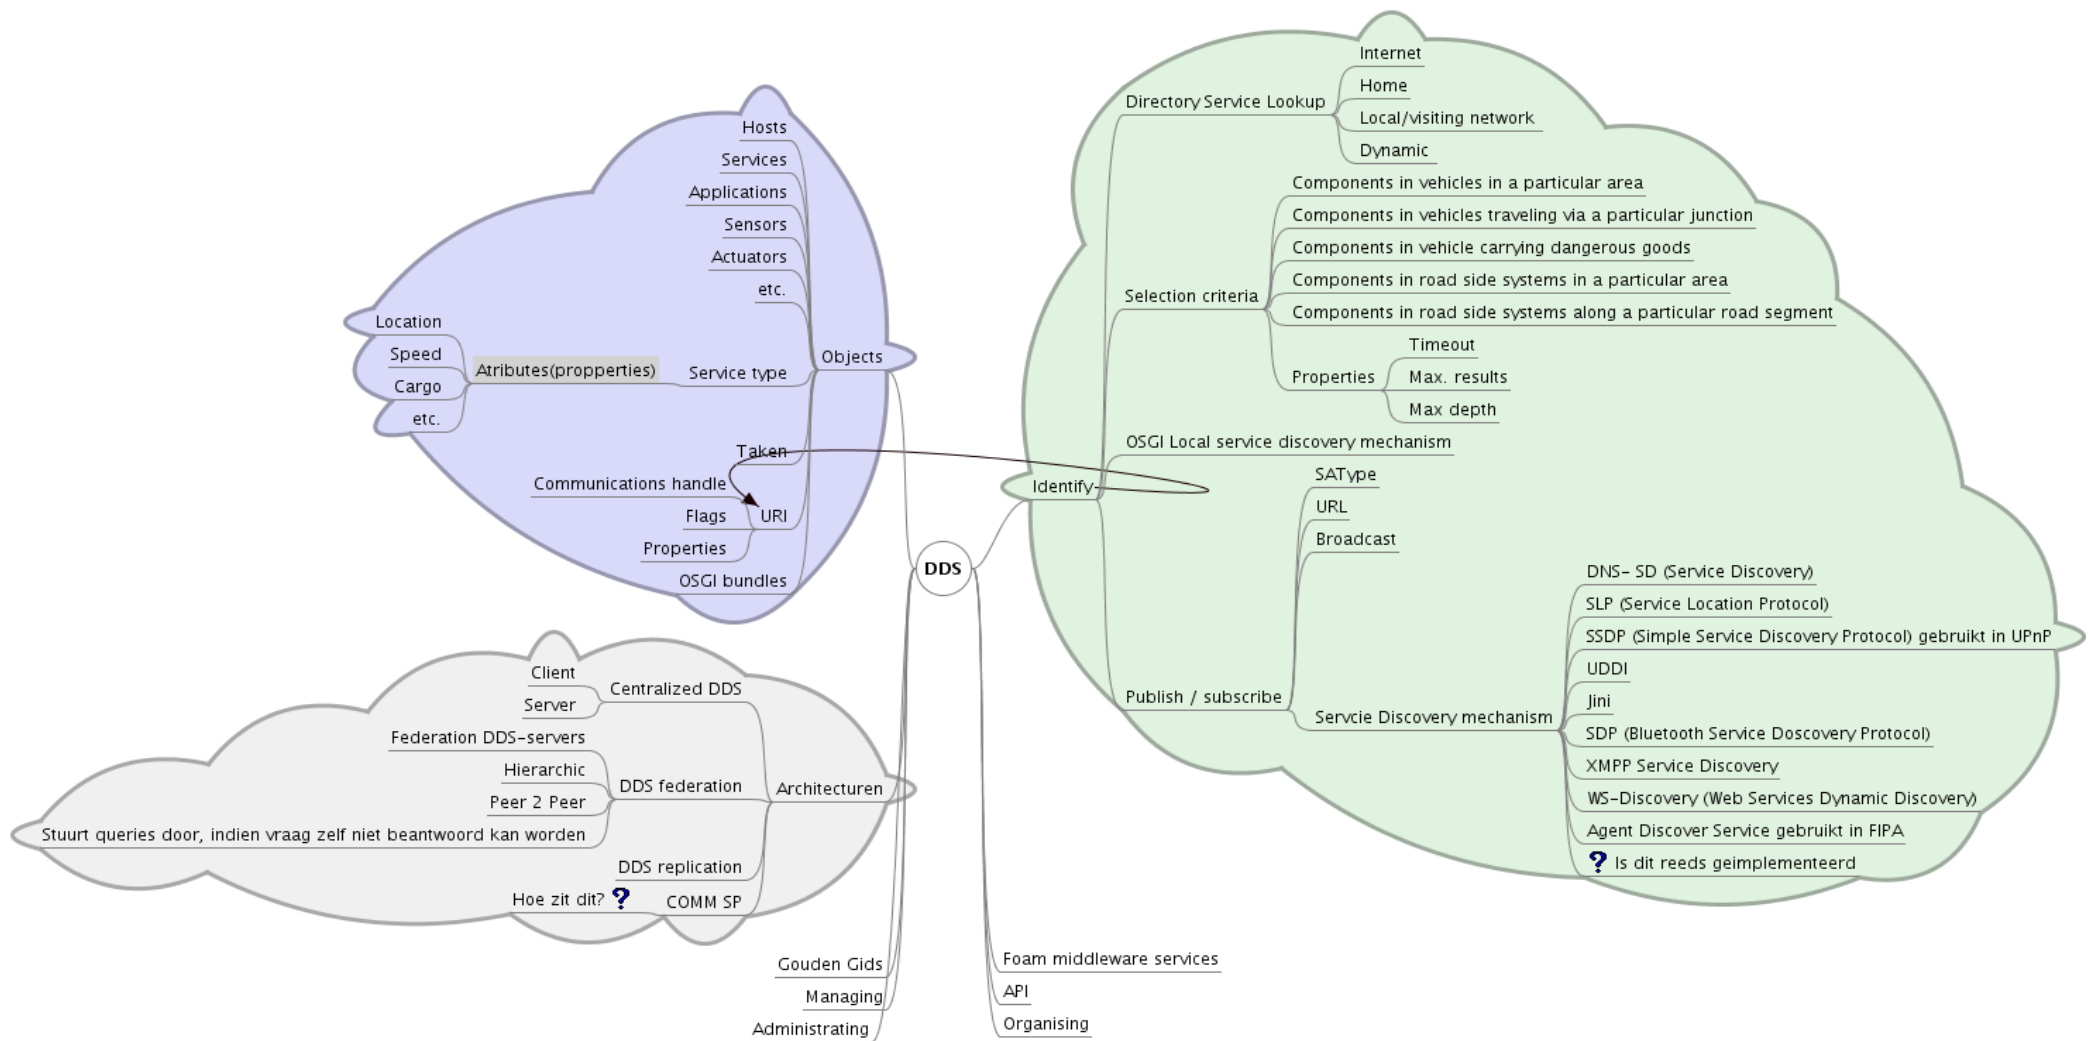 DDS
Objects
Hosts
Services
Applications
Sensors
Actuators
etc.
Service type
Atributes(propperties)
Location
Speed
Cargo
etc.
Taken
URI
Communications handle
Flags
Properties
OSGI bundles
Architecturen
Centralized DDS
Client
Server
DDS federation
Federation DDS-servers
Hierarchic
Peer 2 Peer
Stuurt queries door, indien vraag zelf niet beantwoord kan worden
DDS replication
COMM SP
Hoe zit dit? ?
Gouden Gids
Managing
Administrating
Identify
Directory Service Lookup
Internet
Home
Local/visiting network
Dynamic
Selection criteria
Components in vehicles in a particular area
Components in vehicles traveling via a particular junction
Components in vehicle carrying dangerous goods
Components in road side systems in a particular area
Components in road side systems along a particular road segment
Properties
Timeout
Max. results
Max depth
OSGI Local service discovery mechanism
Publish / subscribe
SAType
URL
Broadcast
Servcie Discovery mechanism
DNS- SD (Service Discovery)
SLP (Service Location Protocol)
SSDP (Simple Service Discovery Protocol) gebruikt in UPnP
UDDI
Jini
SDP (Bluetooth Service Doscovery Protocol)
XMPP Service Discovery
WS-Discovery (Web Services Dynamic Discovery)
Agent Discover Service gebruikt in FIPA
? Is dit reeds geimplementeerd
Foam middleware services
API
Organising